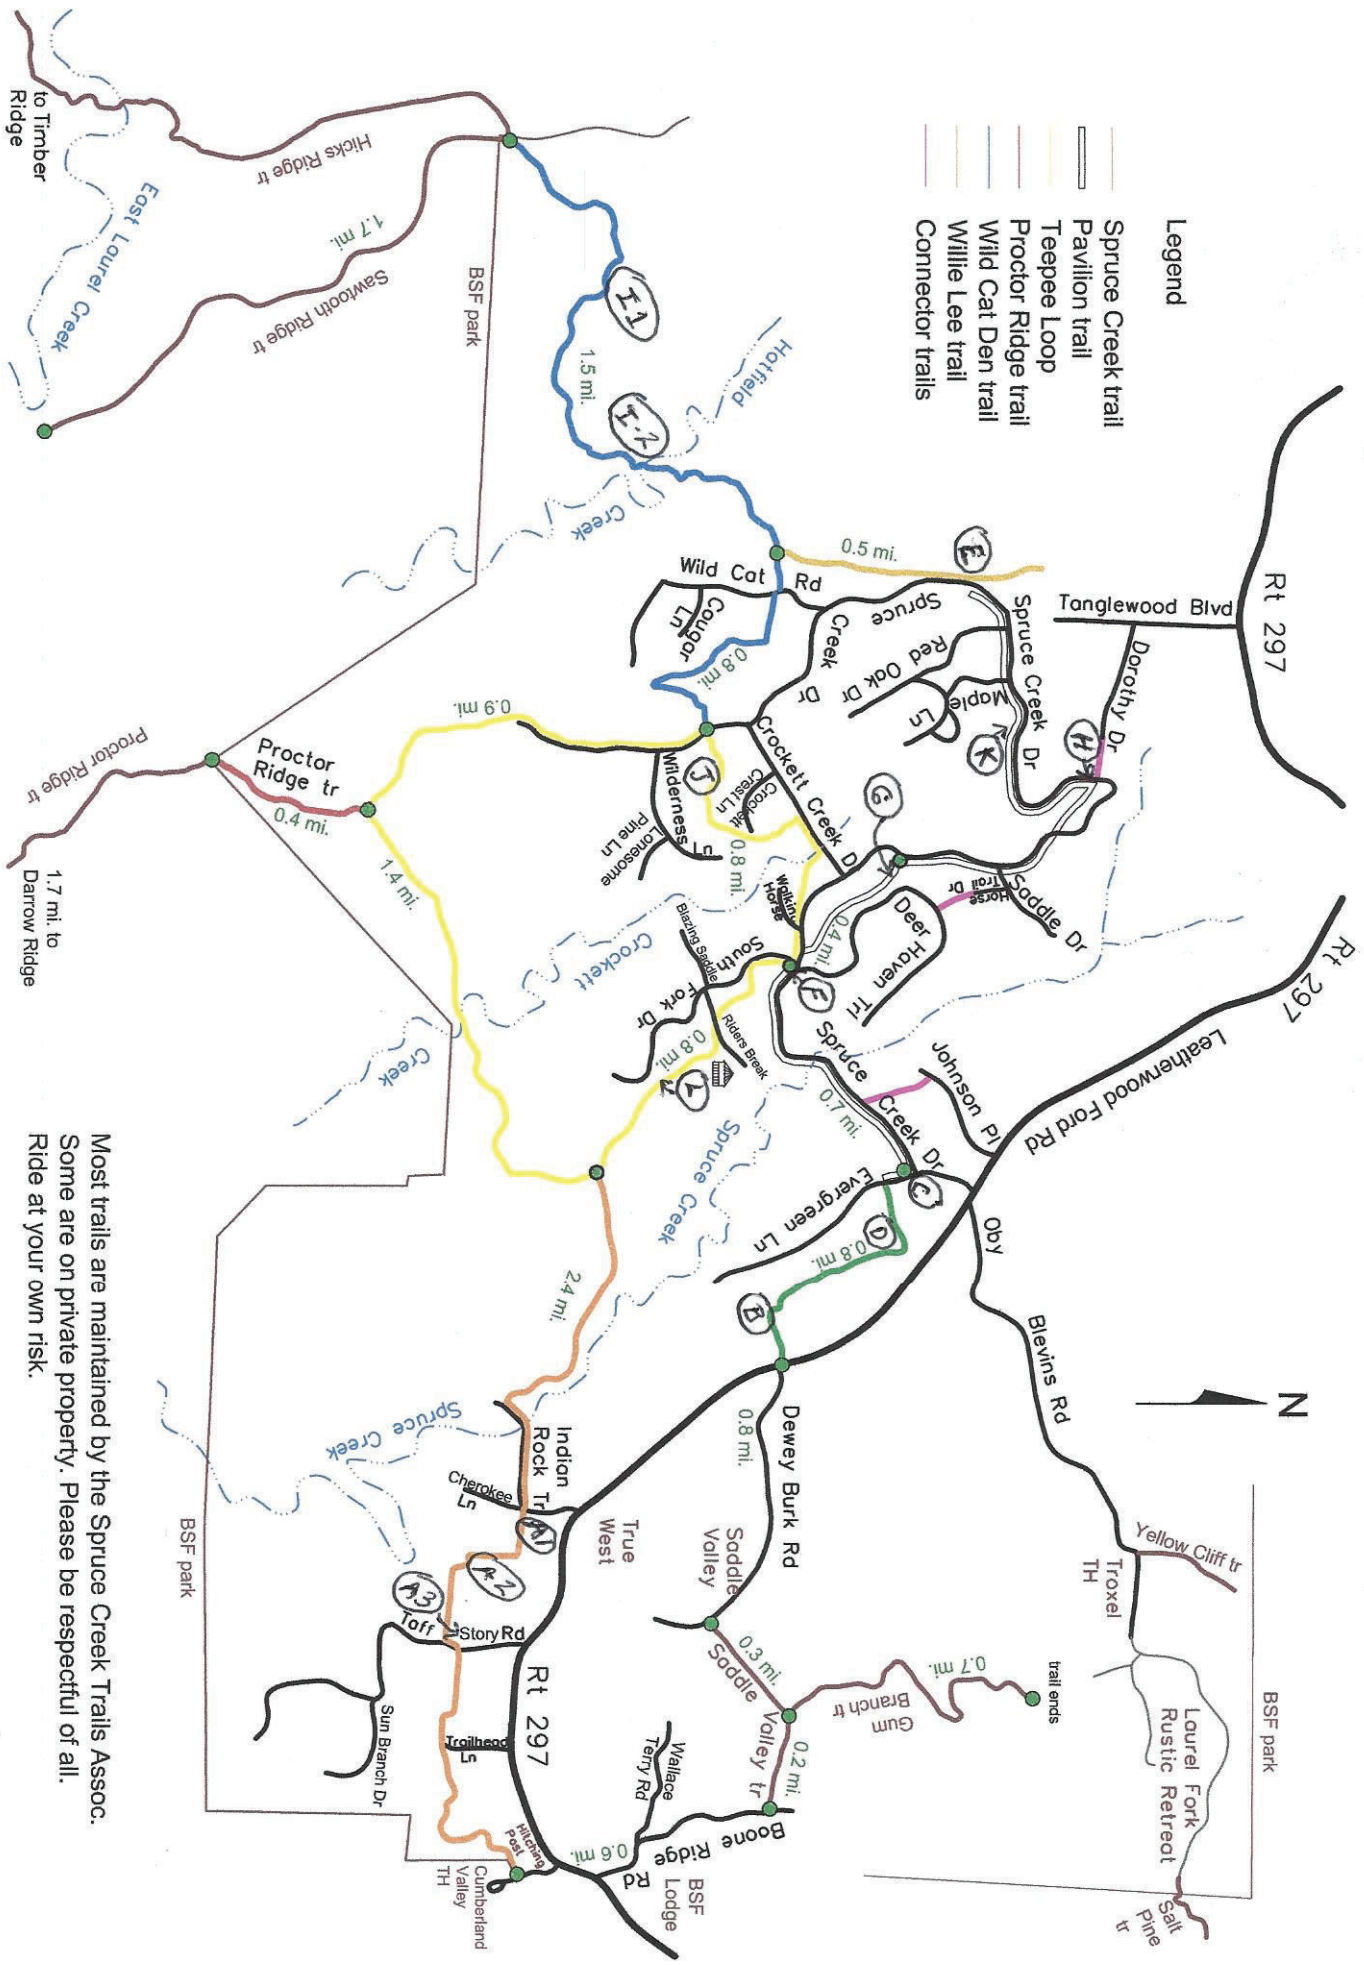 Legend
Spruce Creek trail
Pavilion trail
Teepee Loop
Proctor Ridge trail
Wild Cat Den trail
Willie Lee trail
Connector trails
Rt 297
Tanglewood Blvd
Dorothy Dr
Rt 297
Leatherwood Ford Rd
N
Oby
Blevins Rd
Yellow Cliff tr
Troxel
TH
BSF park
Laurel Fork
Rustic Retreat
Salt
Pine
tr
to Timber
Ridge
Hicks Ridge tr
East Laurel Creek
1.7 mi.
Sawtooth Ridge tr
BSF park
I1
1.5 mi.
I-2
Hatfield
Creek
E
0.5 mi.
Wild Cat
Rd
Cougar
Ln
0.8 mi.
Spruce
Creek
Dr
Red Oak Dr
Maple
Ln
Spruce Creek Dr
K
H
G
Saddle Dr
Horse
Trail Dr
Deer
Haven Trl
Crockett Creek D
Crockett
Crest Ln
J
0.8 mi.
Wilderness
Ln
Lonesome
Pine Ln
Walking
Horse
0.4 mi.
F
0.9 mi.
Proctor
Ridge tr
0.4 mi.
Proctor Ridge tr
1.7 mi. to
Darrow Ridge
1.4 mi.
Crockett
Creek
Blazing Saddle
South
Fork Dr
Riders Break
0.8 mi.
L
Spruce
Creek Dr
0.7 mi.
Johnson Pl
Spruce Creek
C
Evergreen
Ln
D
0.8 mi.
B
2.4 mi.
Dewey Burk Rd
0.8 mi.
Saddle
Valley
True
West
Indian
Rock Tr
Cherokee
Ln
Spruce Creek
A1
A2
A3
Taff
Story Rd
Sun Branch Dr
Rt 297
Trailhead
Ln
0.3 mi.
Saddle
Valley tr
0.2 mi.
Gum
Branch tr
0.7 mi.
trail ends
Wallace
Terry Rd
Boone
Ridge
Rd
0.6 mi.
BSF
Lodge
Hitching
Post
Cumberland
Valley
TH
BSF park
Most trails are maintained by the Spruce Creek Trails Assoc.
Some are on private property. Please be respectful of all.
Ride at your own risk.